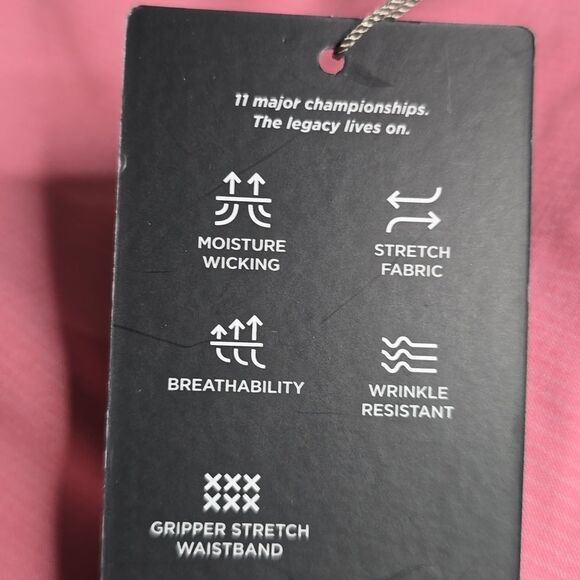 11 major championships.
The legacy lives on.
MOISTURE
WICKING
STRETCH
FABRIC
BREATHABILITY
WRINKLE
RESISTANT
GRIPPER STRETCH
WAISTBAND